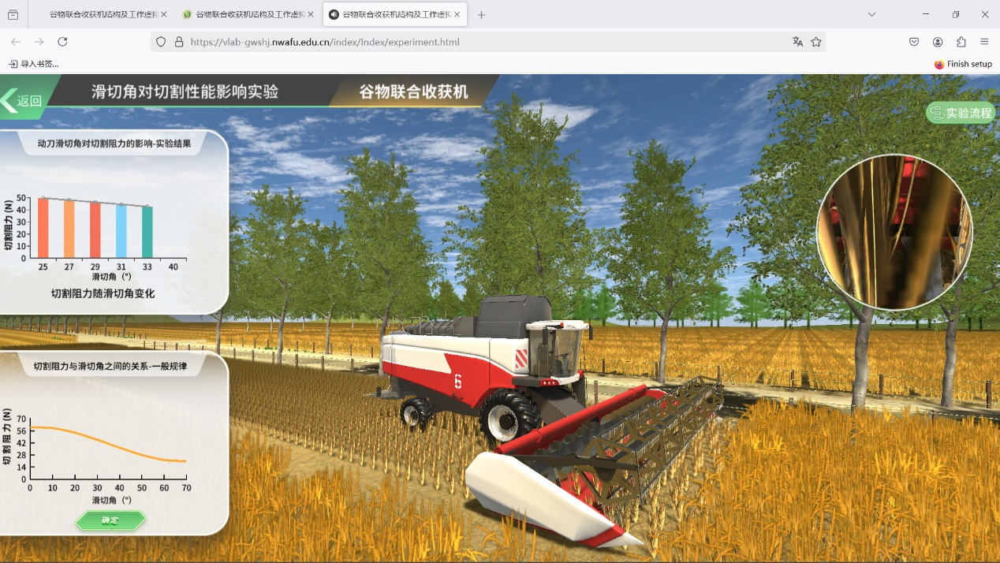 谷物联合收获机结构及工作虚拟
谷物联合收获机结构及工作虚拟
谷物联合收获机结构及工作虚拟
https://vlab-gwshj.nwafu.edu.cn/index/Index/experiment.html
导入书签...
Finish setup
返回
滑切角对切割性能影响实验
谷物联合收获机
实验流程
动刀滑切角对切割阻力的影响-实验结果
切割阻力 (N)
50
40
30
20
10
0
25 27 29 31 33 40
滑切角 (°)
切割阻力随滑切角变化
6
切割阻力与滑切角之间的关系-一般规律
切割阻力 (N)
70
56
42
28
14
0
0 10 20 30 40 50 60 70
滑切角 (°)
确定